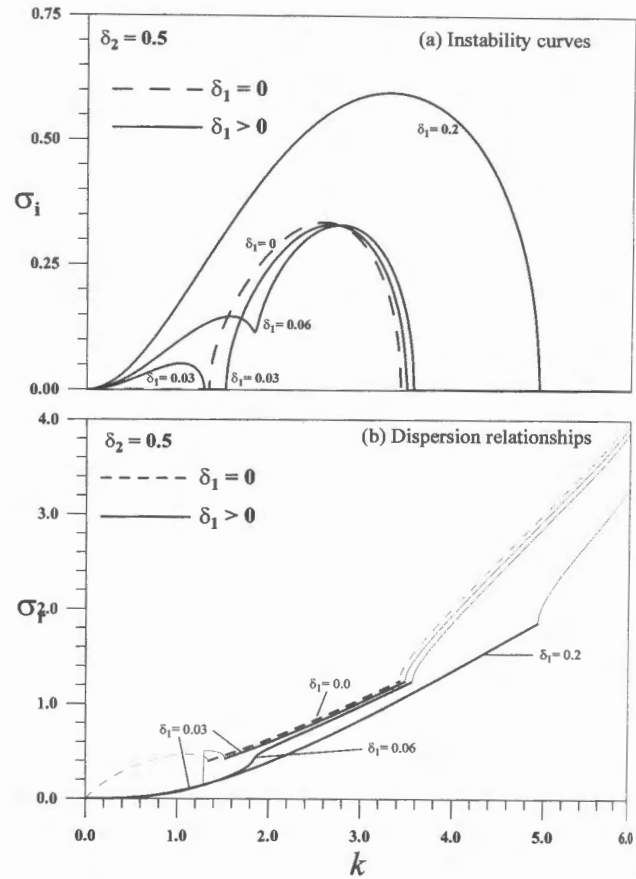 0.75
δ₂ = 0.5
(a) Instability curves
δ₁ = 0
δ₁ > 0
δ₁= 0.2
0.50
σᵢ
δ₁= 0
0.25
δ₁= 0.06
δ₁= 0.03
δ₁= 0.03
0.00
4.0
δ₂ = 0.5
(b) Dispersion relationships
δ₁ = 0
δ₁ > 0
3.0
σᵣ
2.0
δ₁= 0.2
δ₁= 0.0
δ₁= 0.03
1.0
δ₁= 0.06
0.0
0.0 1.0 2.0 3.0 4.0 5.0 6.0
k